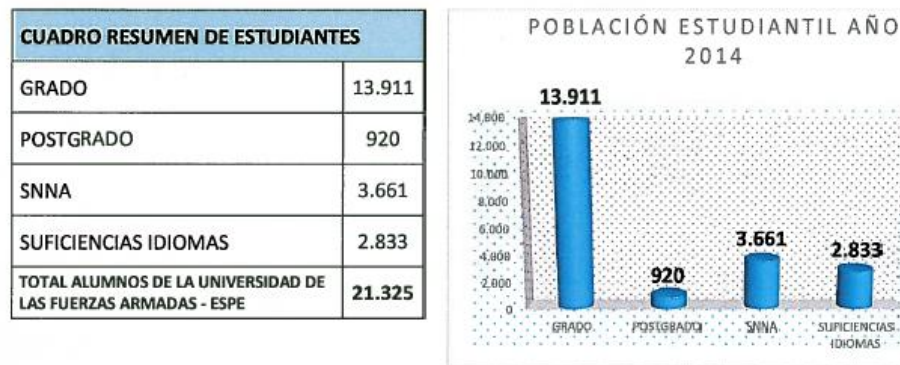 CUADRO RESUMEN DE ESTUDIANTES
GRADO 13.911
POSTGRADO 920
SNNA 3.661
SUFICIENCIAS IDIOMAS 2.833
TOTAL ALUMNOS DE LA UNIVERSIDAD DE
LAS FUERZAS ARMADAS - ESPE 21.325
POBLACIÓN ESTUDIANTIL AÑO
2014
13.911
14.000
12.000
10.000
8.000
6.000
4.000
2.000
0
920
3.661
2.833
GRADO POSTGRADO SNNA SUFICIENCIAS
IDIOMAS